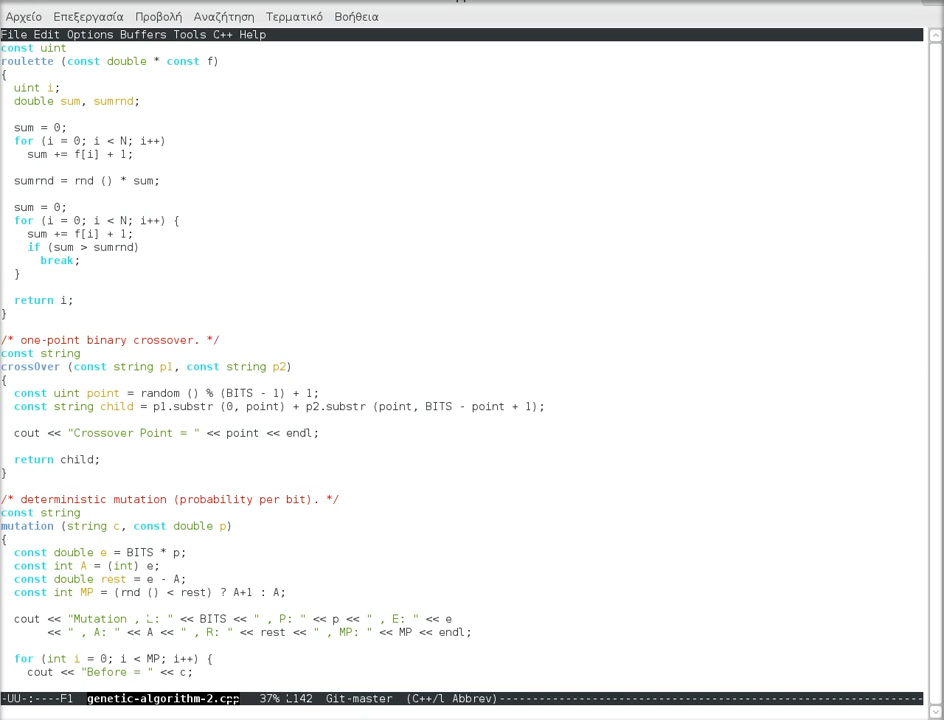 Αρχείο Επεξεργασία Προβολή Αναζήτηση Τερματικό Βοήθεια
File Edit Options Buffers Tools C++ Help
const uint
roulette (const double * const f)
{
  uint i;
  double sum, sumrnd;

  sum = 0;
  for (i = 0; i < N; i++)
    sum += f[i] + 1;

  sumrnd = rnd () * sum;

  sum = 0;
  for (i = 0; i < N; i++) {
    sum += f[i] + 1;
    if (sum > sumrnd)
      break;
  }

  return i;
}

/* one-point binary crossover. */
const string
crossOver (const string p1, const string p2)
{
  const uint point = random () % (BITS - 1) + 1;
  const string child = p1.substr (0, point) + p2.substr (point, BITS - point + 1);

  cout << "Crossover Point = " << point << endl;

  return child;
}

/* deterministic mutation (probability per bit). */
const string
mutation (string c, const double p)
{
  const double e = BITS * p;
  const int A = (int) e;
  const double rest = e - A;
  const int MP = (rnd () < rest) ? A+1 : A;

  cout << "Mutation , L: " << BITS << " , P: " << p << " , E: " << e
       << " , A: " << A << " , R: " << rest << " , MP: " << MP << endl;

  for (int i = 0; i < MP; i++) {
    cout << "Before = " << c;
-UU-:----F1  genetic-algorithm-2.cpp   37% L142  Git-master  (C++/l Abbrev)----------------------------------------------------------------